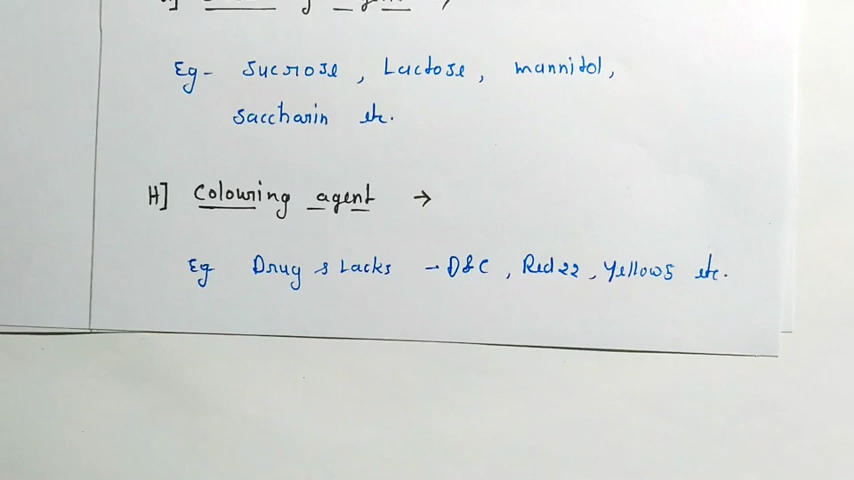 Eg- Sucrose, Lactose, mannitol,
saccharin etc.
H] Colouring agent →
Eg Drug & Lacks - D&C, Red 22, Yellow 5 etc.